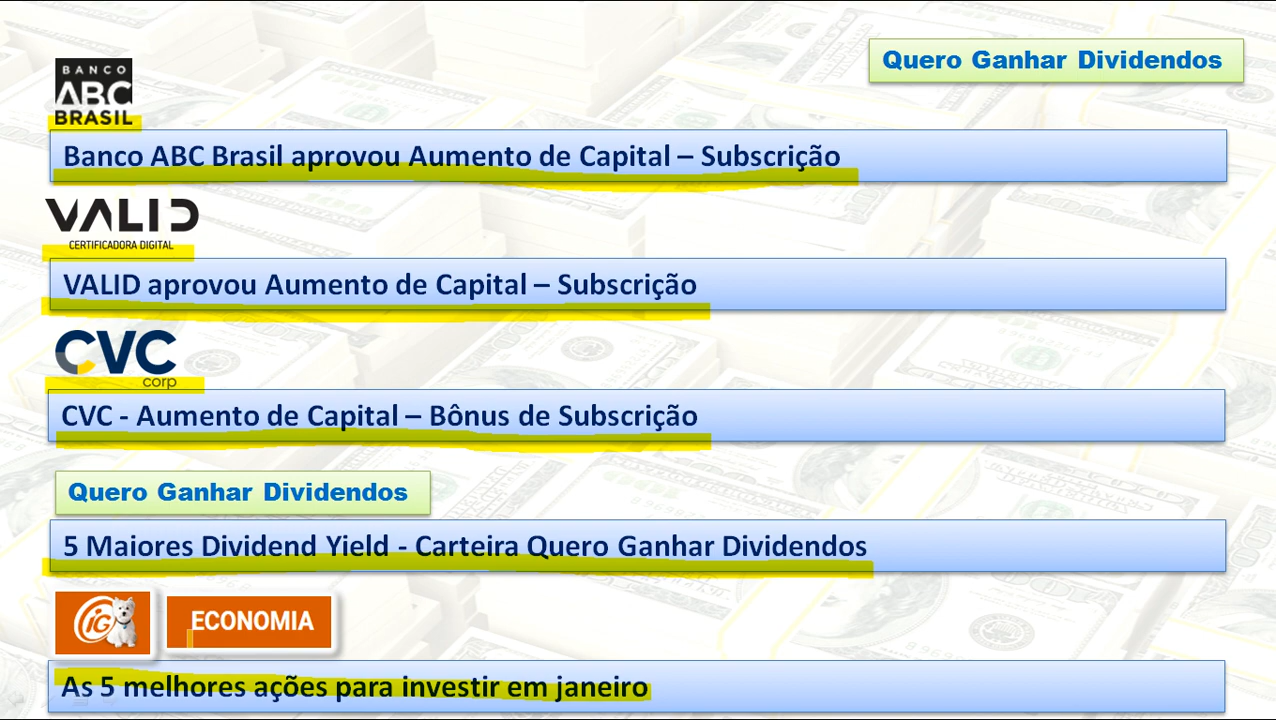 Quero Ganhar Dividendos
BANCO
ABC
BRASIL
Banco ABC Brasil aprovou Aumento de Capital – Subscrição
VALID
CERTIFICADORA DIGITAL
VALID aprovou Aumento de Capital – Subscrição
CVC
corp
CVC - Aumento de Capital – Bônus de Subscrição
Quero Ganhar Dividendos
5 Maiores Dividend Yield - Carteira Quero Ganhar Dividendos
iG
ECONOMIA
As 5 melhores ações para investir em janeiro